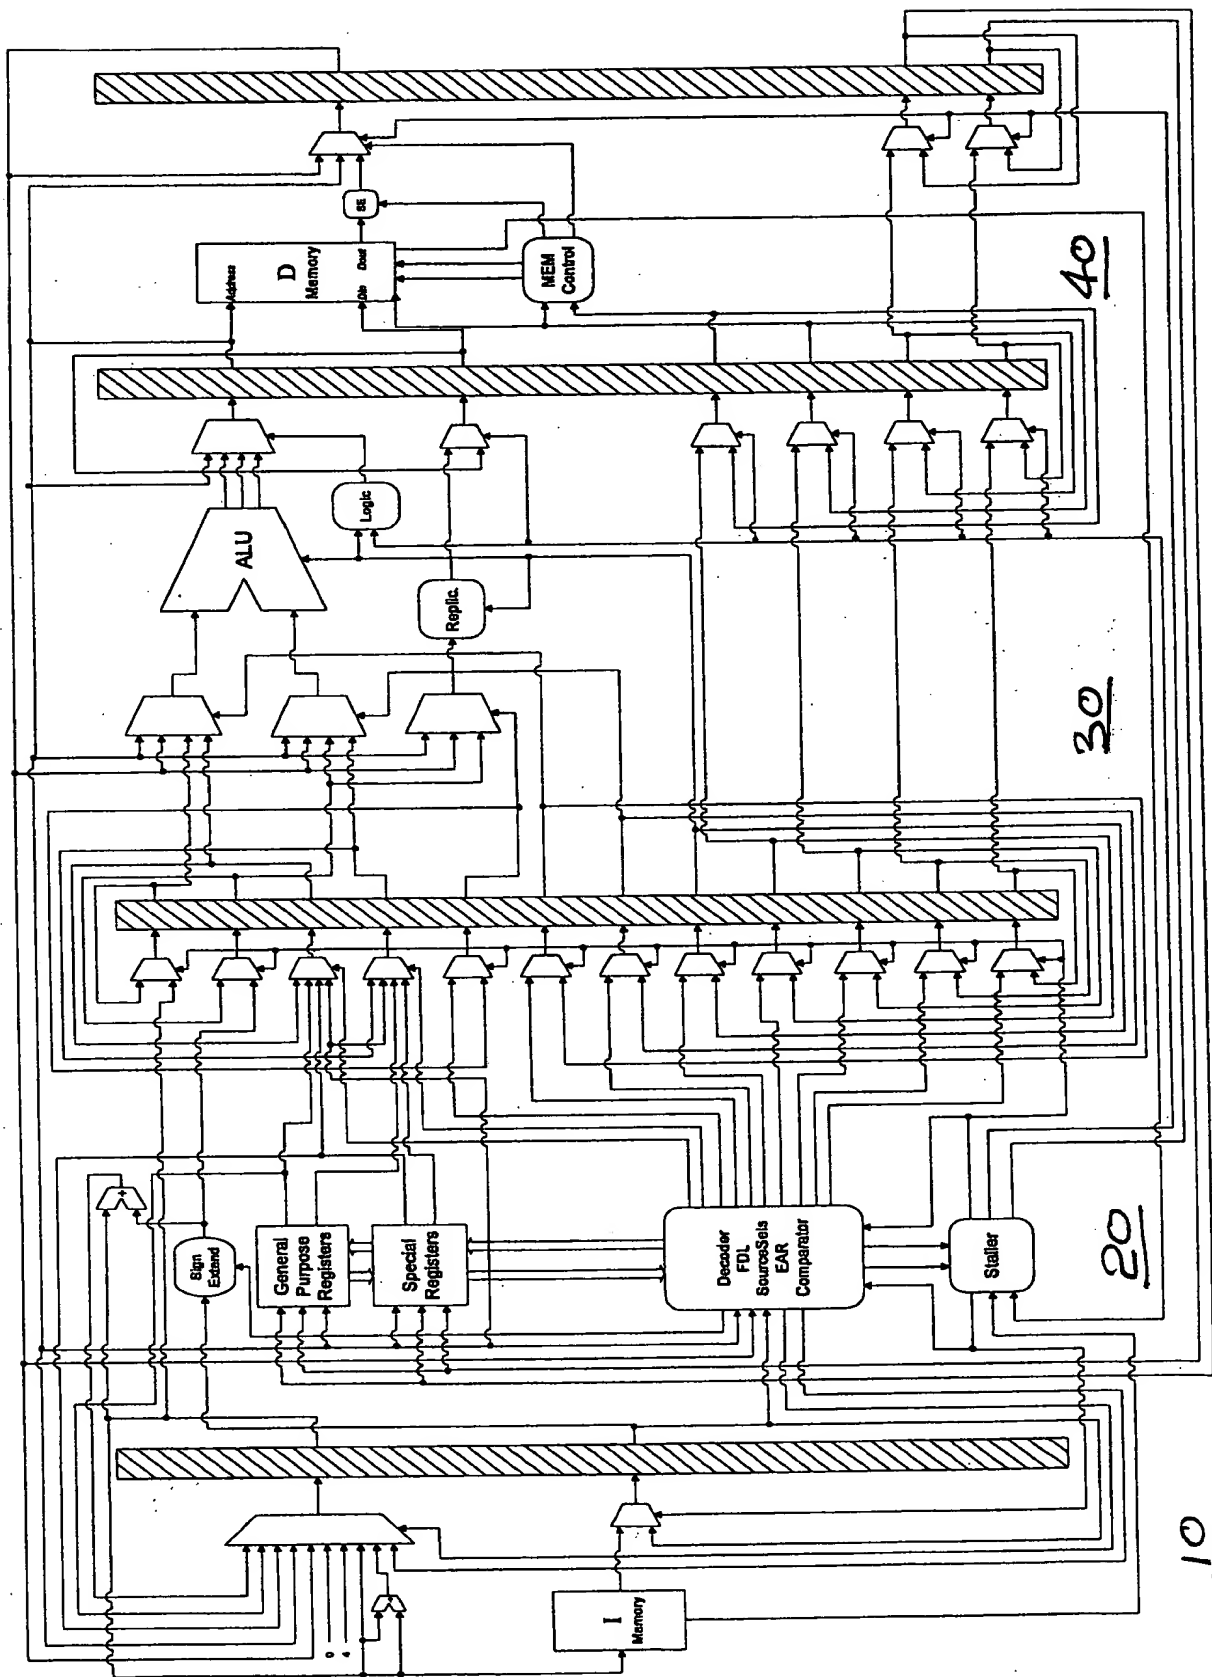 D
Memory
Address
Din
Dout
SE
MEM
Control
ALU
Logic
Replic.
+
Sign
Extend
General
Purpose
Registers
Special
Registers
Decoder
FDL
SourceSels
EAR
Comparator
Staller
0
4
I
Memory
10
20
30
40